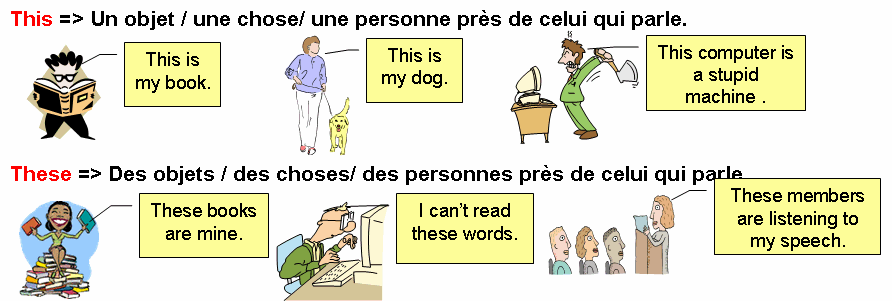 This => Un objet / une chose/ une personne près de celui qui parle.
This is
my book.
This is
my dog.
This computer is
a stupid
machine .
These => Des objets / des choses/ des personnes près de celui qui parle.
These books
are mine.
I can't read
these words.
These members
are listening to
my speech.